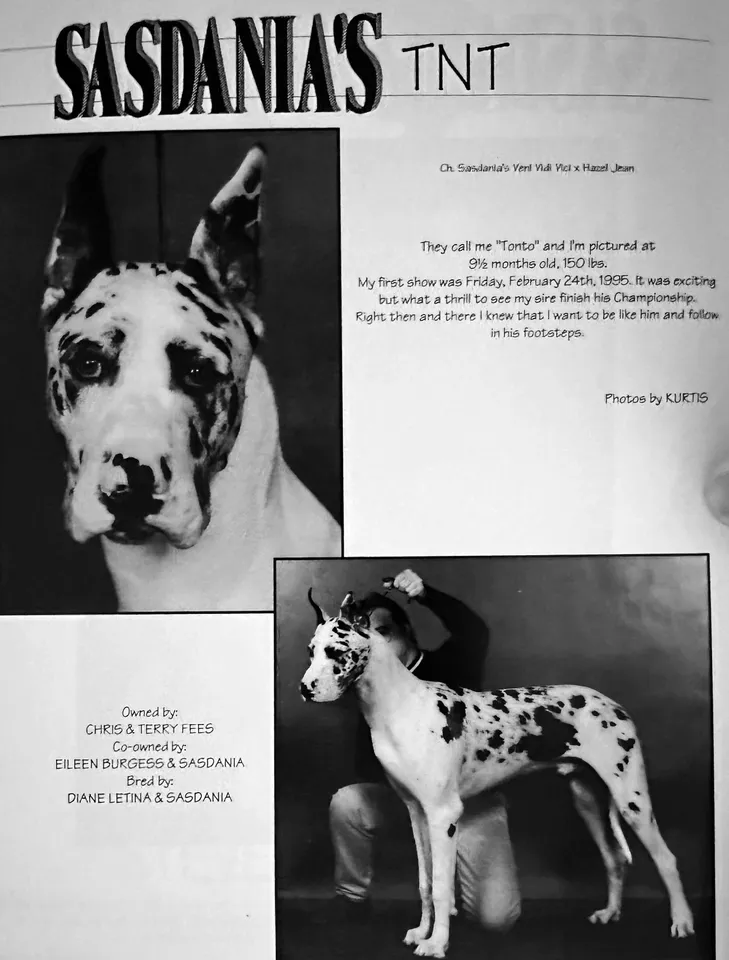 SASDANIA'S TNT
Ch. Sasdania's Veni Vidi Vici x Hazel Jean
They call me "Tonto" and I'm pictured at
9½ months old, 150 lbs.
My first show was Friday, February 24th, 1995. It was exciting
but what a thrill to see my sire finish his Championship.
Right then and there I knew that I want to be like him and follow
in his footsteps.
Photos by KURTIS
Owned by:
CHRIS & TERRY FEES
Co-owned by:
EILEEN BURGESS & SASDANIA
Bred by:
DIANE LETINA & SASDANIA